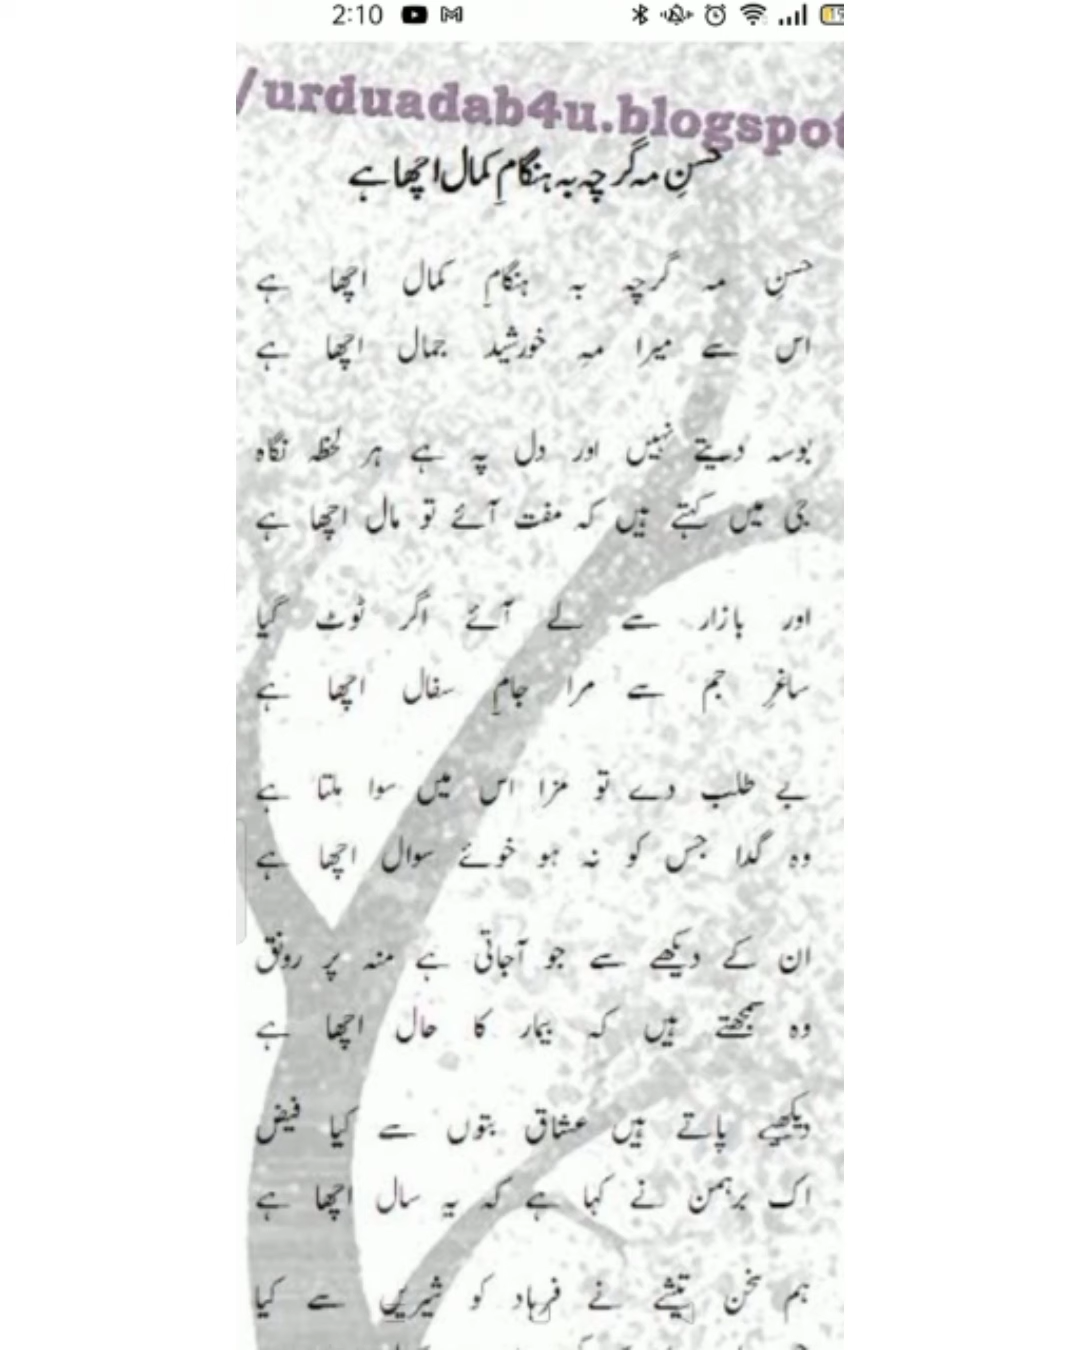 2:10
/urduadab4u.blogspot
حسنِ مہ گرچہ بہ ہنگامِ کمال اچھا ہے
حسنِ مہ گرچہ بہ ہنگامِ کمال اچھا ہے
اس سے میرا مہِ خورشید جمال اچھا ہے
بوسہ دیتے نہیں اور دل پہ ہے ہر لحظہ نگاہ
جی میں کہتے ہیں کہ مفت آئے تو مال اچھا ہے
اور بازار سے لے آئے اگر ٹوٹ گیا
ساغرِ جم سے مرا جامِ سفال اچھا ہے
بے طلب دے تو مزا اس میں سوا ملتا ہے
وہ گدا جس کو نہ ہو خوئے سوال اچھا ہے
ان کے دیکھے سے جو آجاتی ہے منہ پر رونق
وہ سمجھتے ہیں کہ بیمار کا حال اچھا ہے
دیکھیے پاتے ہیں عشاق بتوں سے کیا فیض
اک برہمن نے کہا ہے کہ یہ سال اچھا ہے
ہم سخن تیشے نے فرہاد کو شیریں سے کیا